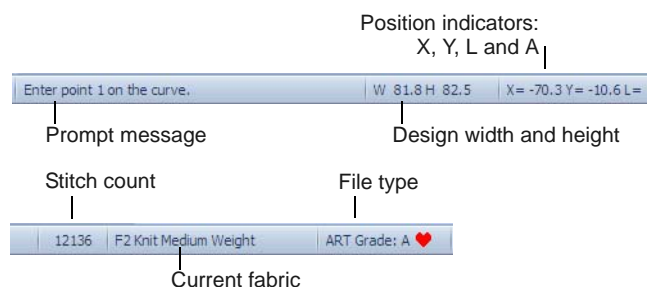 Position indicators:
X, Y, L and A
Enter point 1 on the curve.
W 81.8 H 82.5
X= -70.3 Y= -10.6 L=
Prompt message
Design width and height
Stitch count
File type
12136
F2 Knit Medium Weight
ART Grade: A
Current fabric